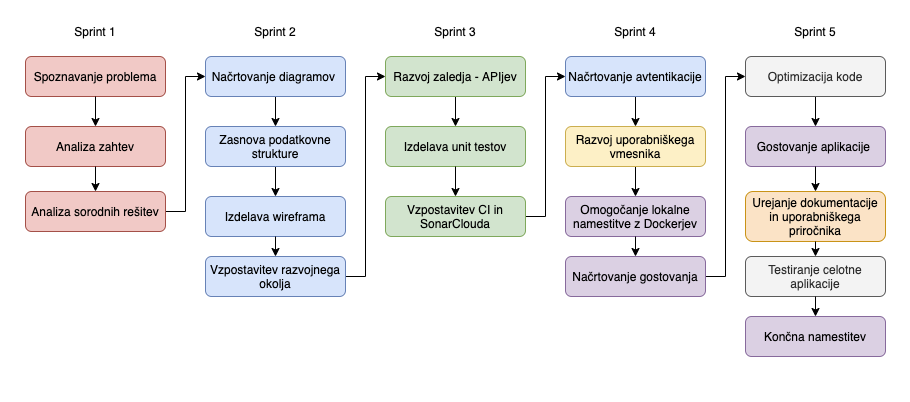 Sprint 1
Spoznavanje problema
Analiza zahtev
Analiza sorodnih rešitev
Sprint 2
Načrtovanje diagramov
Zasnova podatkovne
strukture
Izdelava wireframa
Vzpostavitev razvojnega
okolja
Sprint 3
Razvoj zaledja - APIjev
Izdelava unit testov
Vzpostavitev CI in
SonarClouda
Sprint 4
Načrtovanje avtentikacije
Razvoj uporabniškega
vmesnika
Omogočanje lokalne
namestitve z Dockerjev
Načrtovanje gostovanja
Sprint 5
Optimizacija kode
Gostovanje aplikacije
Urejanje dokumentacije
in uporabniškega
priročnika
Testiranje celotne
aplikacije
Končna namestitev